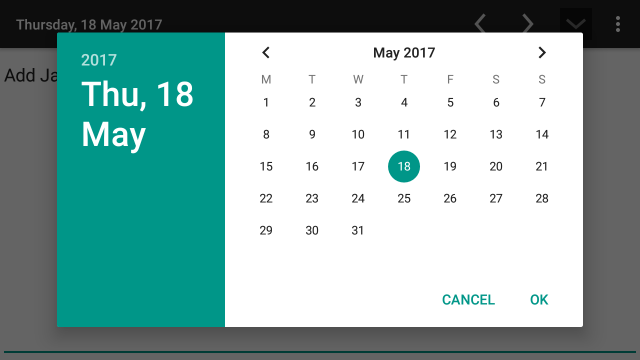 Thursday, 18 May 2017
Add Ja
2017
Thu, 18
May
May 2017
M T W T F S S
1 2 3 4 5 6 7
8 9 10 11 12 13 14
15 16 17 18 19 20 21
22 23 24 25 26 27 28
29 30 31
CANCEL OK